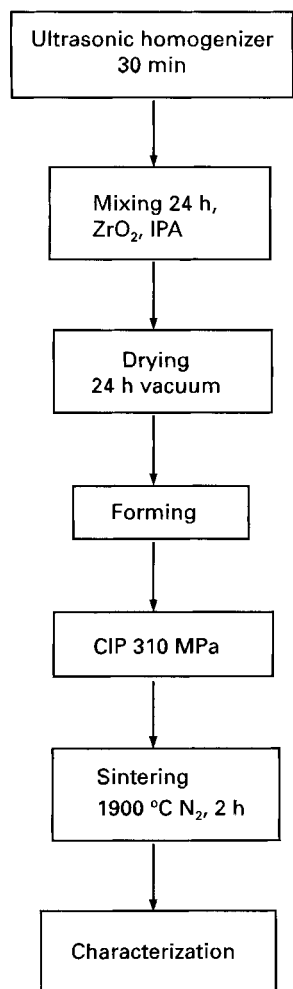 Ultrasonic homogenizer
30 min
Mixing 24 h,
ZrO₂, IPA
Drying
24 h vacuum
Forming
CIP 310 MPa
Sintering
1900 °C N₂, 2 h
Characterization